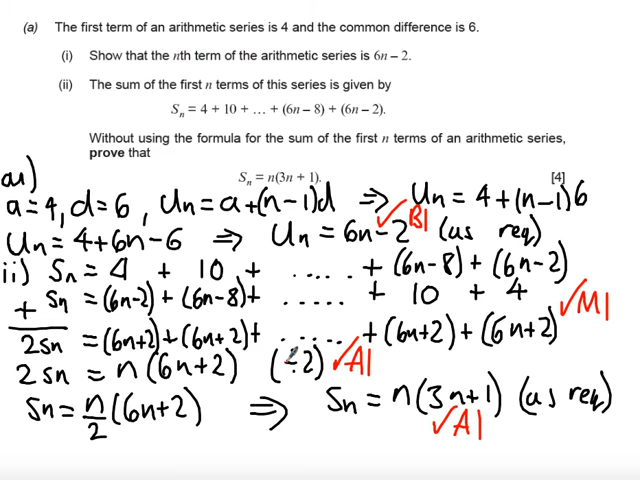 (a) The first term of an arithmetic series is 4 and the common difference is 6.
(i) Show that the nth term of the arithmetic series is 6n – 2.
(ii) The sum of the first n terms of this series is given by
Sₙ = 4 + 10 + … + (6n – 8) + (6n – 2).
Without using the formula for the sum of the first n terms of an arithmetic series,
prove that
Sₙ = n(3n + 1). [4]
ai)
a=4, d=6, Un = a+(n-1)d ⇒ Un = 4+(n-1)6
Un = 4+6n-6 ⇒ Un = 6n-2 ✓B1 (as req)
ii) Sn = 4 + 10 + ..... + (6n-8) + (6n-2)
+ Sn = (6n-2) + (6n-8) + ..... + 10 + 4 ✓M1
2Sn = (6n+2) + (6n+2) + ..... + (6n+2) + (6n+2)
2Sn = n(6n+2) (÷2) ✓A1
Sn = n/2 (6n+2) ⇒ Sn = n(3n+1) (as req)
✓A1